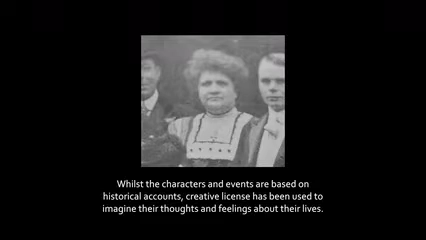 Whilst the characters and events are based on
historical accounts, creative license has been used to
imagine their thoughts and feelings about their lives.